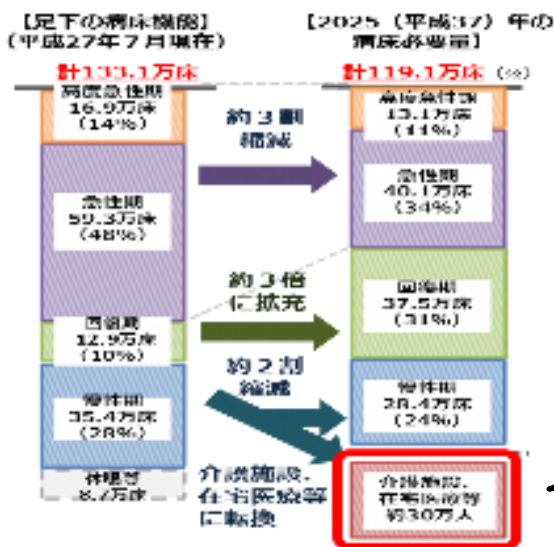 【足下の病床機能】
(平成27年7月現在)
計133.1万床
高度急性期
16.9万床
(14%)
急性期
59.3万床
(48%)
回復期
12.9万床
(10%)
慢性期
35.4万床
(28%)
休眠等
8.7万床
約3割
縮減
約3倍
に拡充
約2割
縮減
介護施設、
在宅医療等
に転換
【2025(平成37)年の
病床必要量】
計119.1万床
高度急性期
13.1万床
(11%)
急性期
40.1万床
(34%)
回復期
37.5万床
(31%)
慢性期
28.4万床
(24%)
介護施設、
在宅医療等
約30万人